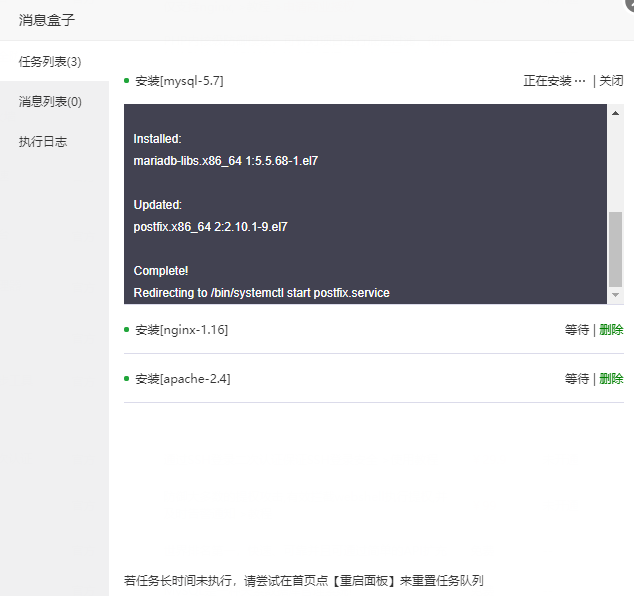 消息盒子
任务列表(3)
消息列表(0)
执行日志
安装[mysql-5.7] 正在安装 ··· | 关闭
Installed:
mariadb-libs.x86_64 1:5.5.68-1.el7
Updated:
postfix.x86_64 2:2.10.1-9.el7
Complete!
Redirecting to /bin/systemctl start postfix.service
安装[nginx-1.16] 等待 | 删除
安装[apache-2.4] 等待 | 删除
若任务长时间未执行，请尝试在首页点【重启面板】来重置任务队列